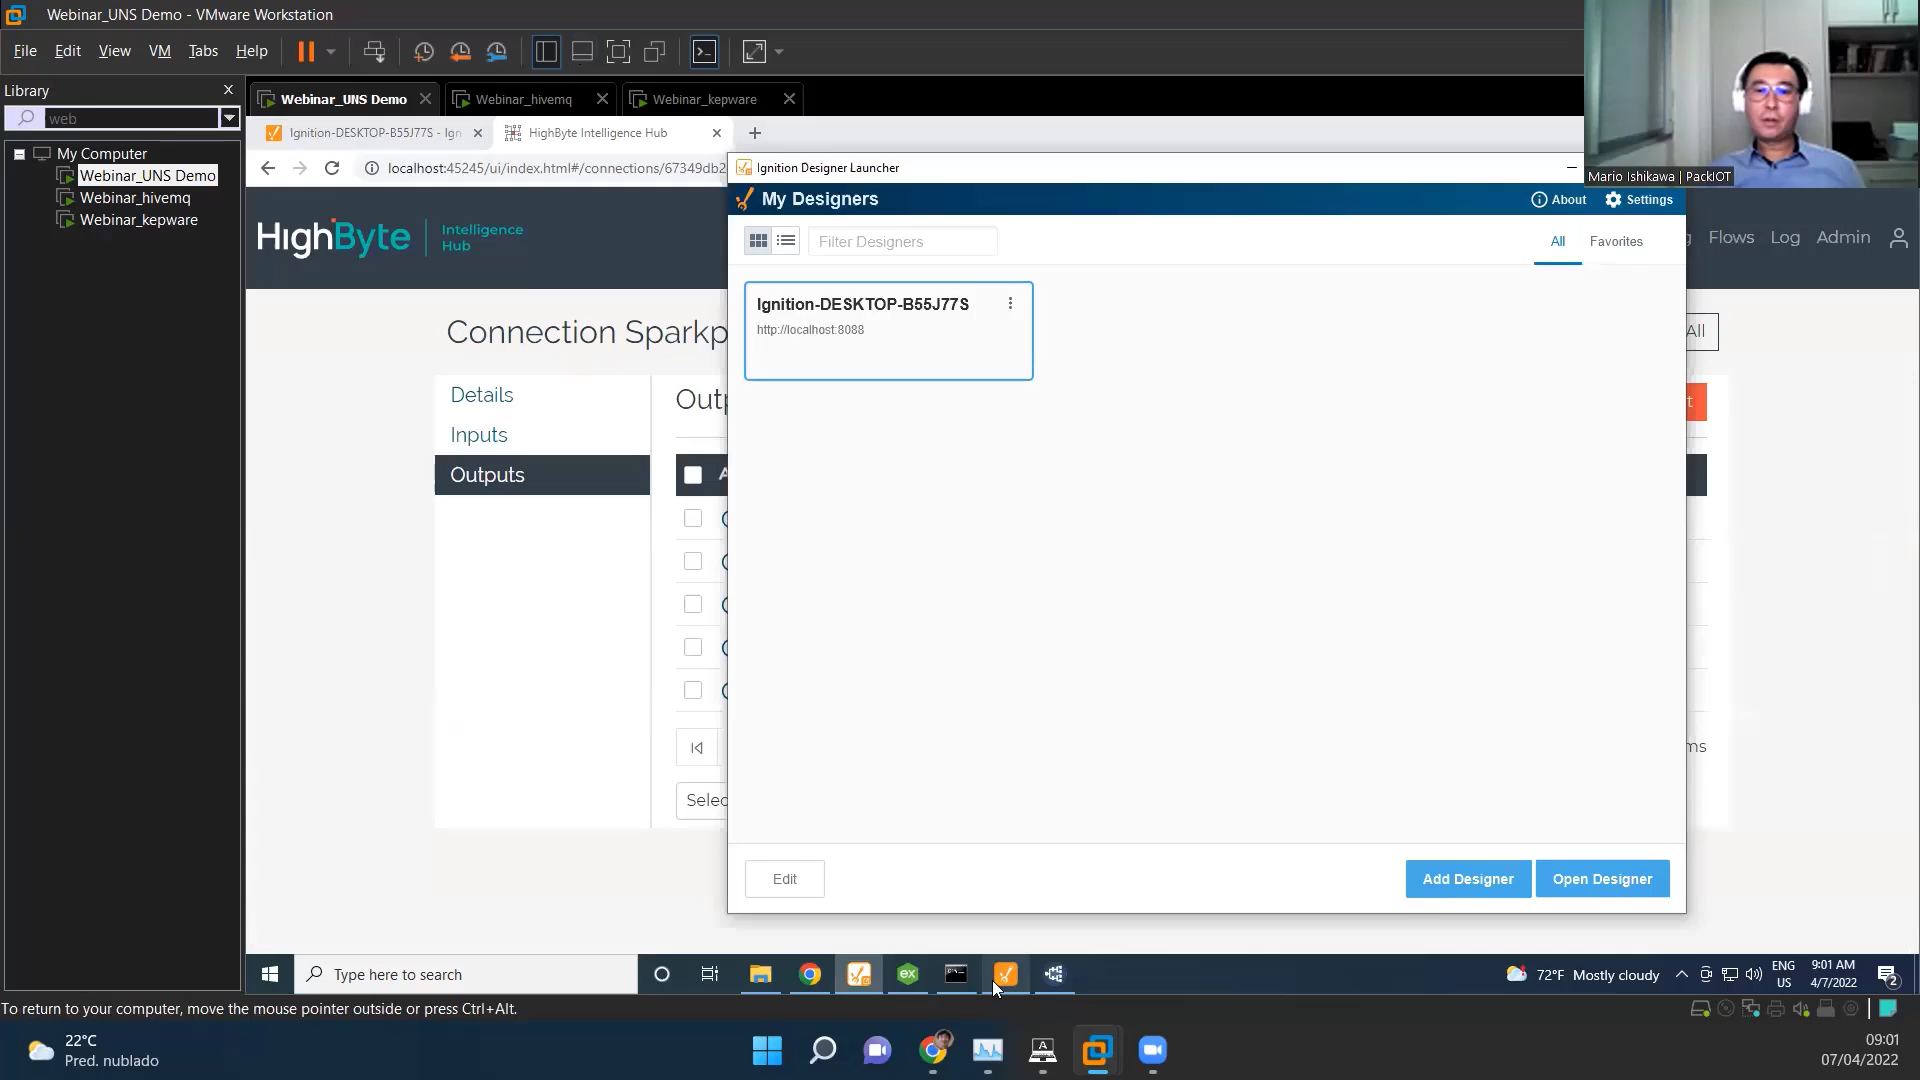 Webinar_UNS Demo - VMware Workstation
File Edit View VM Tabs Help
Library
web
My Computer
Webinar_UNS Demo
Webinar_hivemq
Webinar_kepware
Webinar_UNS Demo
Webinar_hivemq
Webinar_kepware
Ignition-DESKTOP-B55J77S - Ign
HighByte Intelligence Hub
localhost:45245/ui/index.html#/connections/67349db2
HighByte
Intelligence
Hub
g Flows Log Admin
Connection Sparkp
All
Details
Inputs
Outputs
Outp
t
A
Selec
ms
Ignition Designer Launcher
My Designers
About
Settings
Filter Designers
All
Favorites
Ignition-DESKTOP-B55J77S
http://localhost:8088
Edit
Add Designer
Open Designer
Mario Ishikawa | PackIOT
Type here to search
ex
72°F Mostly cloudy
ENG
US
9:01 AM
4/7/2022
2
To return to your computer, move the mouse pointer outside or press Ctrl+Alt.
22°C
Pred. nublado
A
09:01
07/04/2022